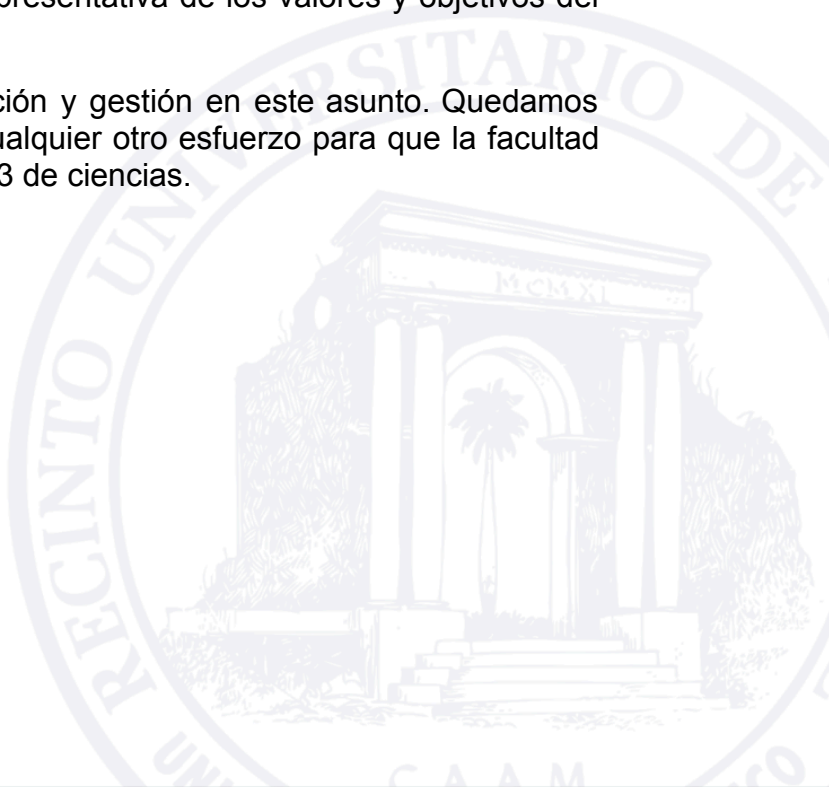 presentativa de los valores y objetivos del
ción y gestión en este asunto. Quedamos
ualquier otro esfuerzo para que la facultad
3 de ciencias.
RECINTO UNIVERSITARIO DE
MCMXL
C A A M